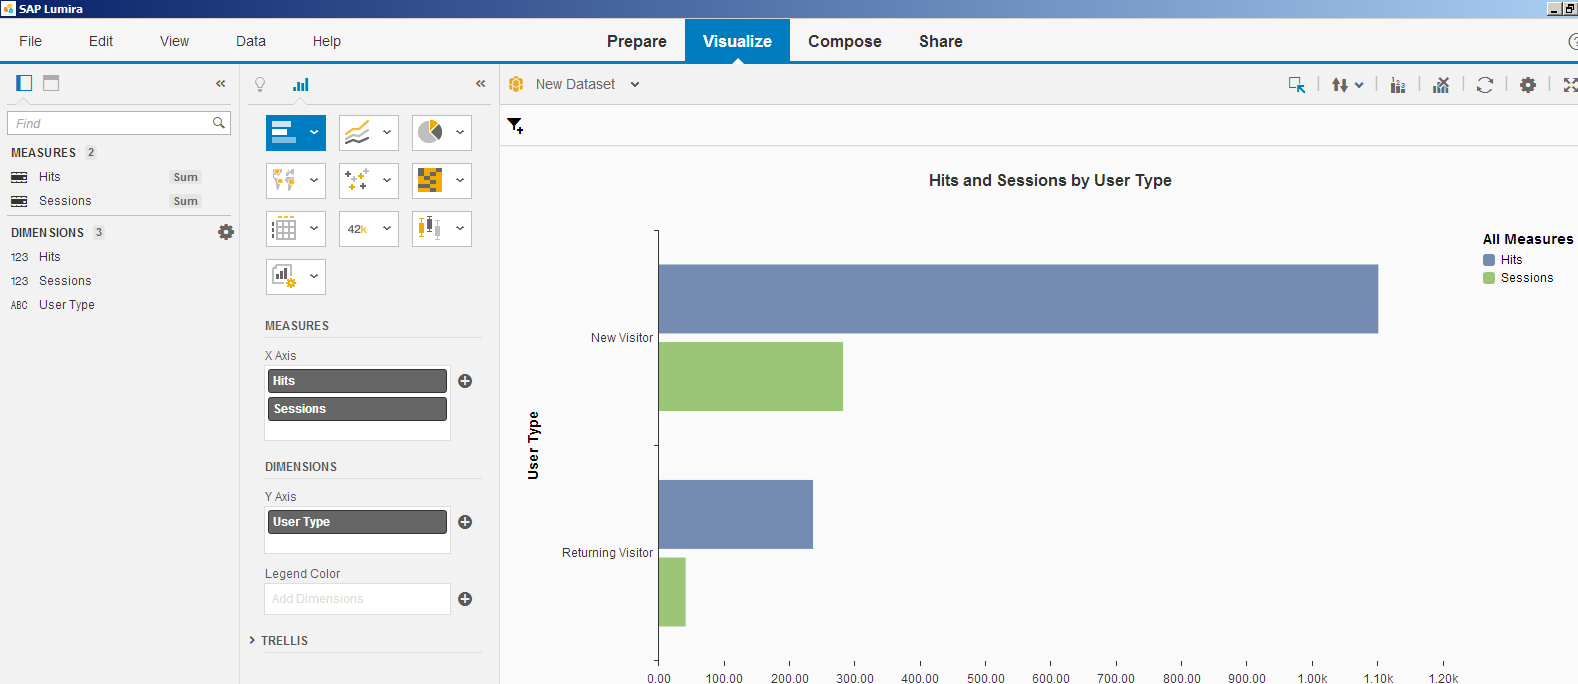 SAP Lumira
File Edit View Data Help
Prepare Visualize Compose Share
Find
MEASURES 2
Hits Sum
Sessions Sum
DIMENSIONS 3
123 Hits
123 Sessions
ABC User Type
42k
MEASURES
X Axis
Hits
Sessions
DIMENSIONS
Y Axis
User Type
Legend Color
Add Dimensions
TRELLIS
New Dataset
Hits and Sessions by User Type
All Measures
Hits
Sessions
User Type
New Visitor
Returning Visitor
0.00 100.00 200.00 300.00 400.00 500.00 600.00 700.00 800.00 900.00 1.00k 1.10k 1.20k